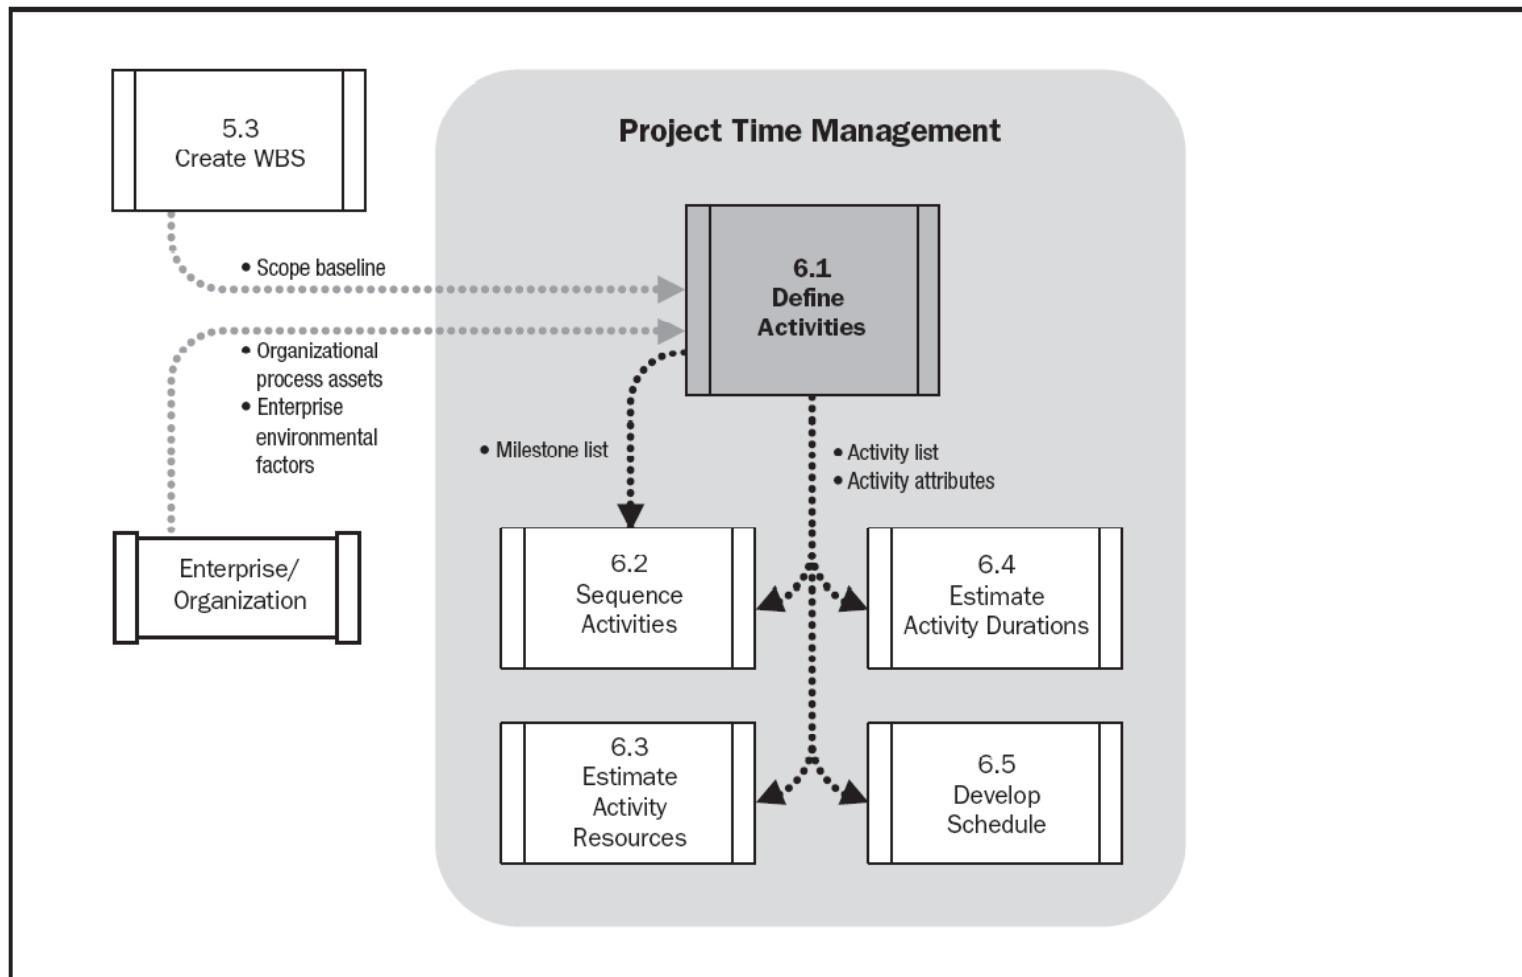 Project Time Management
5.3
Create WBS
• Scope baseline
6.1
Define
Activities
• Organizational
process assets
• Enterprise
environmental
factors
• Milestone list
• Activity list
• Activity attributes
Enterprise/
Organization
6.2
Sequence
Activities
6.4
Estimate
Activity Durations
6.3
Estimate
Activity
Resources
6.5
Develop
Schedule